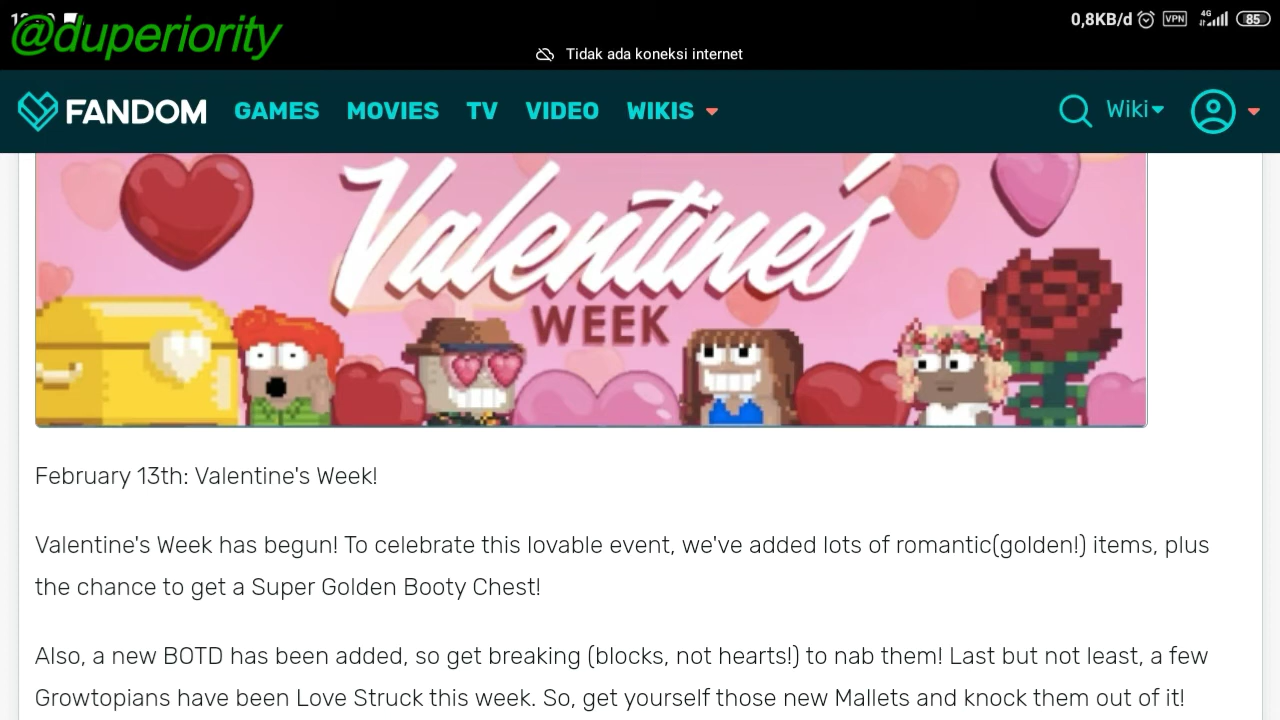 @duperiority
0,8KB/d VPN 4G 85
Tidak ada koneksi internet
FANDOM GAMES MOVIES TV VIDEO WIKIS Wiki
Valentine's
WEEK
February 13th: Valentine's Week!
Valentine's Week has begun! To celebrate this lovable event, we've added lots of romantic(golden!) items, plus
the chance to get a Super Golden Booty Chest!
Also, a new BOTD has been added, so get breaking (blocks, not hearts!) to nab them! Last but not least, a few
Growtopians have been Love Struck this week. So, get yourself those new Mallets and knock them out of it!